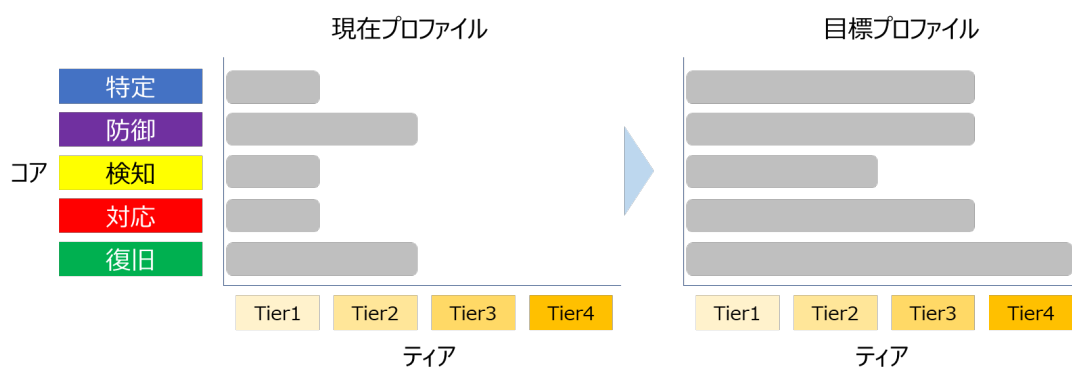 現在プロファイル
目標プロファイル
コア
特定
防御
検知
対応
復旧
Tier1
Tier2
Tier3
Tier4
ティア
Tier1
Tier2
Tier3
Tier4
ティア